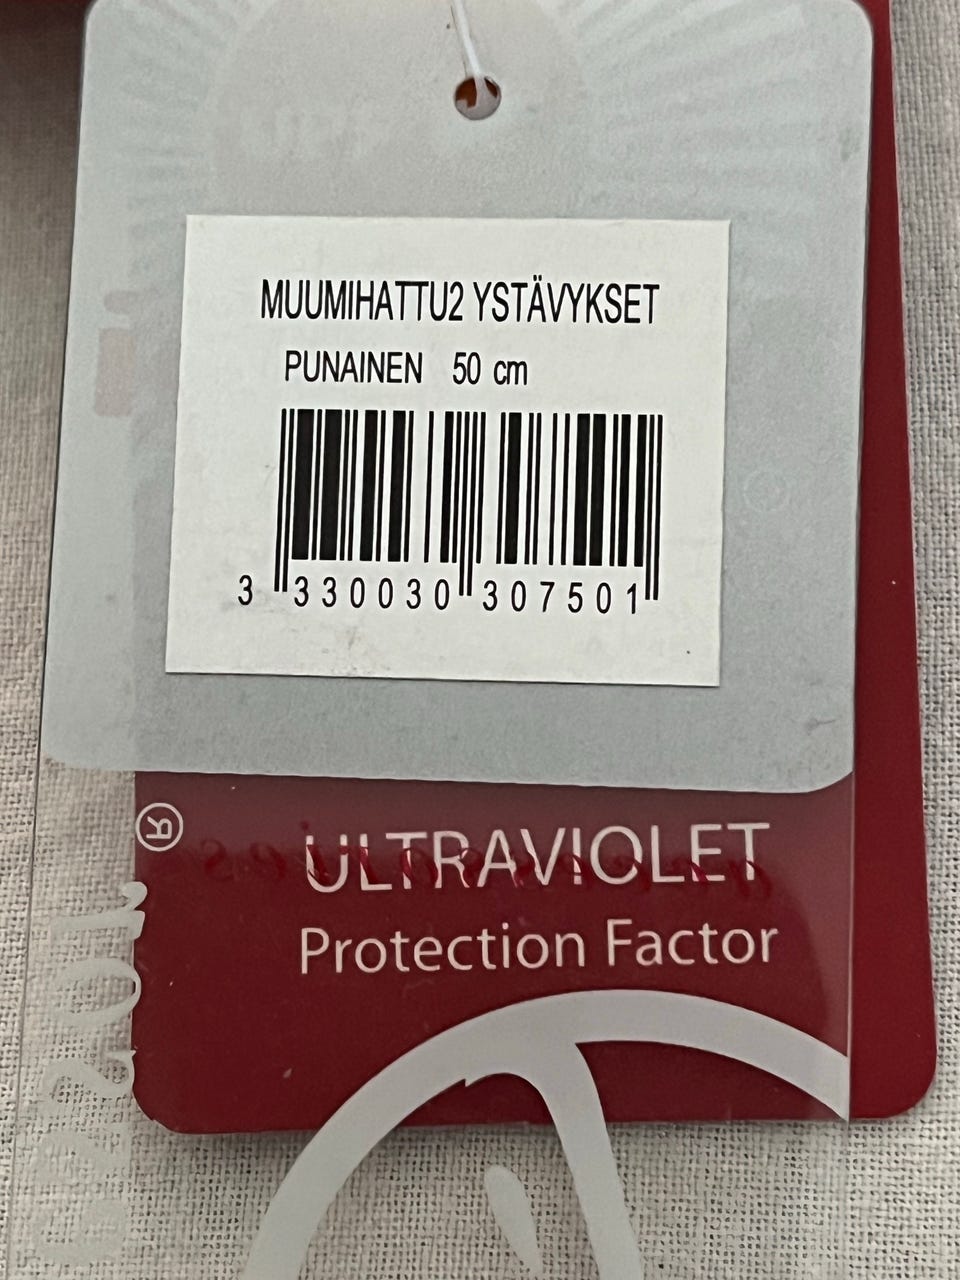 MUUMIHATTU2 YSTÄVYKSET
PUNAINEN 50 cm
3 330030 307501
®
ULTRAVIOLET
Protection Factor